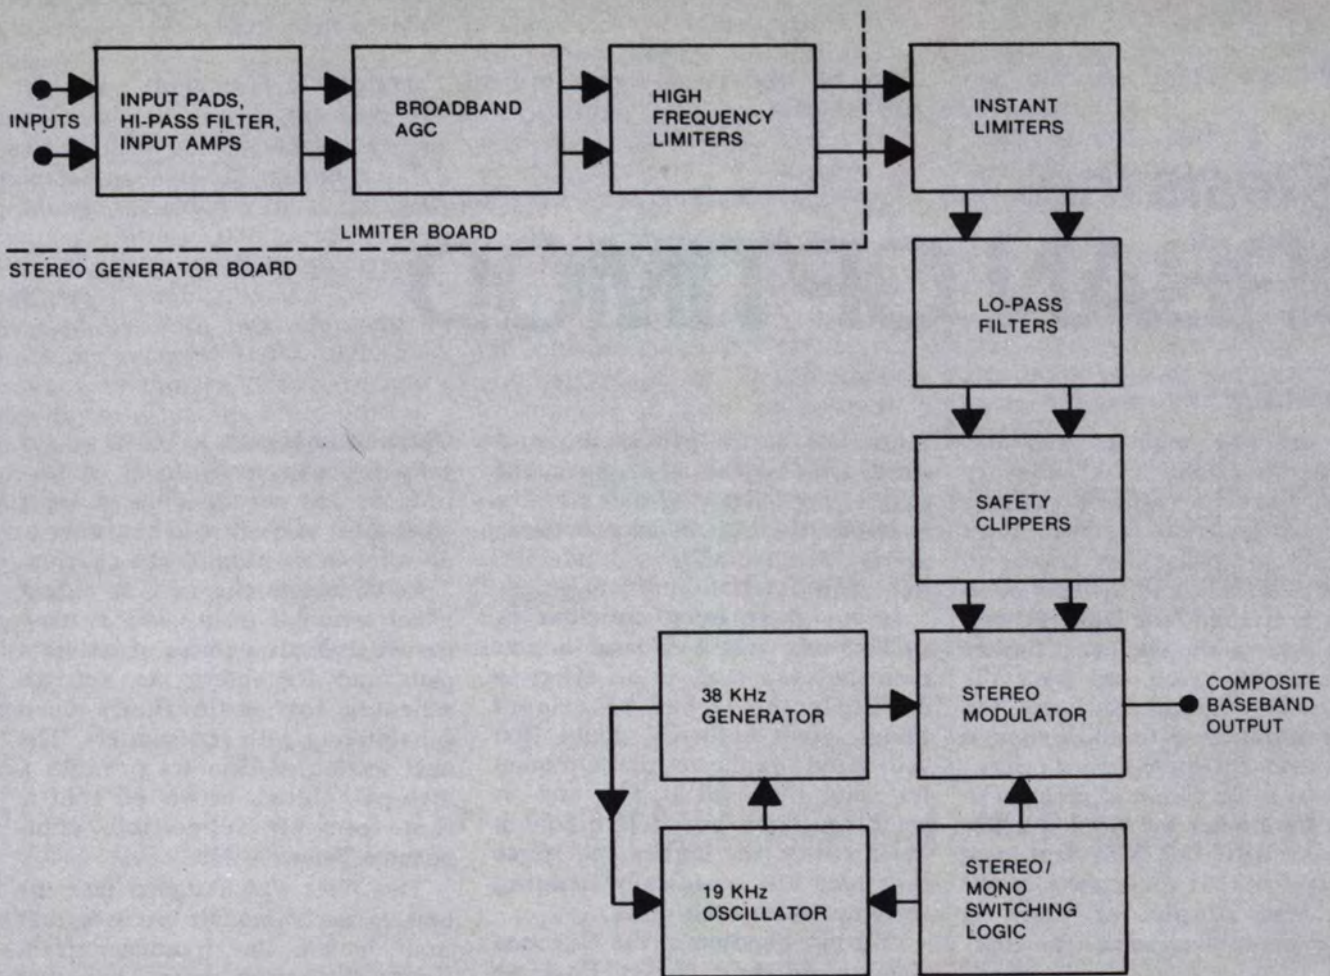 INPUTS
INPUT PADS,
HI-PASS FILTER,
INPUT AMPS
BROADBAND
AGC
HIGH
FREQUENCY
LIMITERS
INSTANT
LIMITERS
LIMITER BOARD
STEREO GENERATOR BOARD
LO-PASS
FILTERS
SAFETY
CLIPPERS
38 KHz
GENERATOR
STEREO
MODULATOR
COMPOSITE
BASEBAND
OUTPUT
19 KHz
OSCILLATOR
STEREO/
MONO
SWITCHING
LOGIC